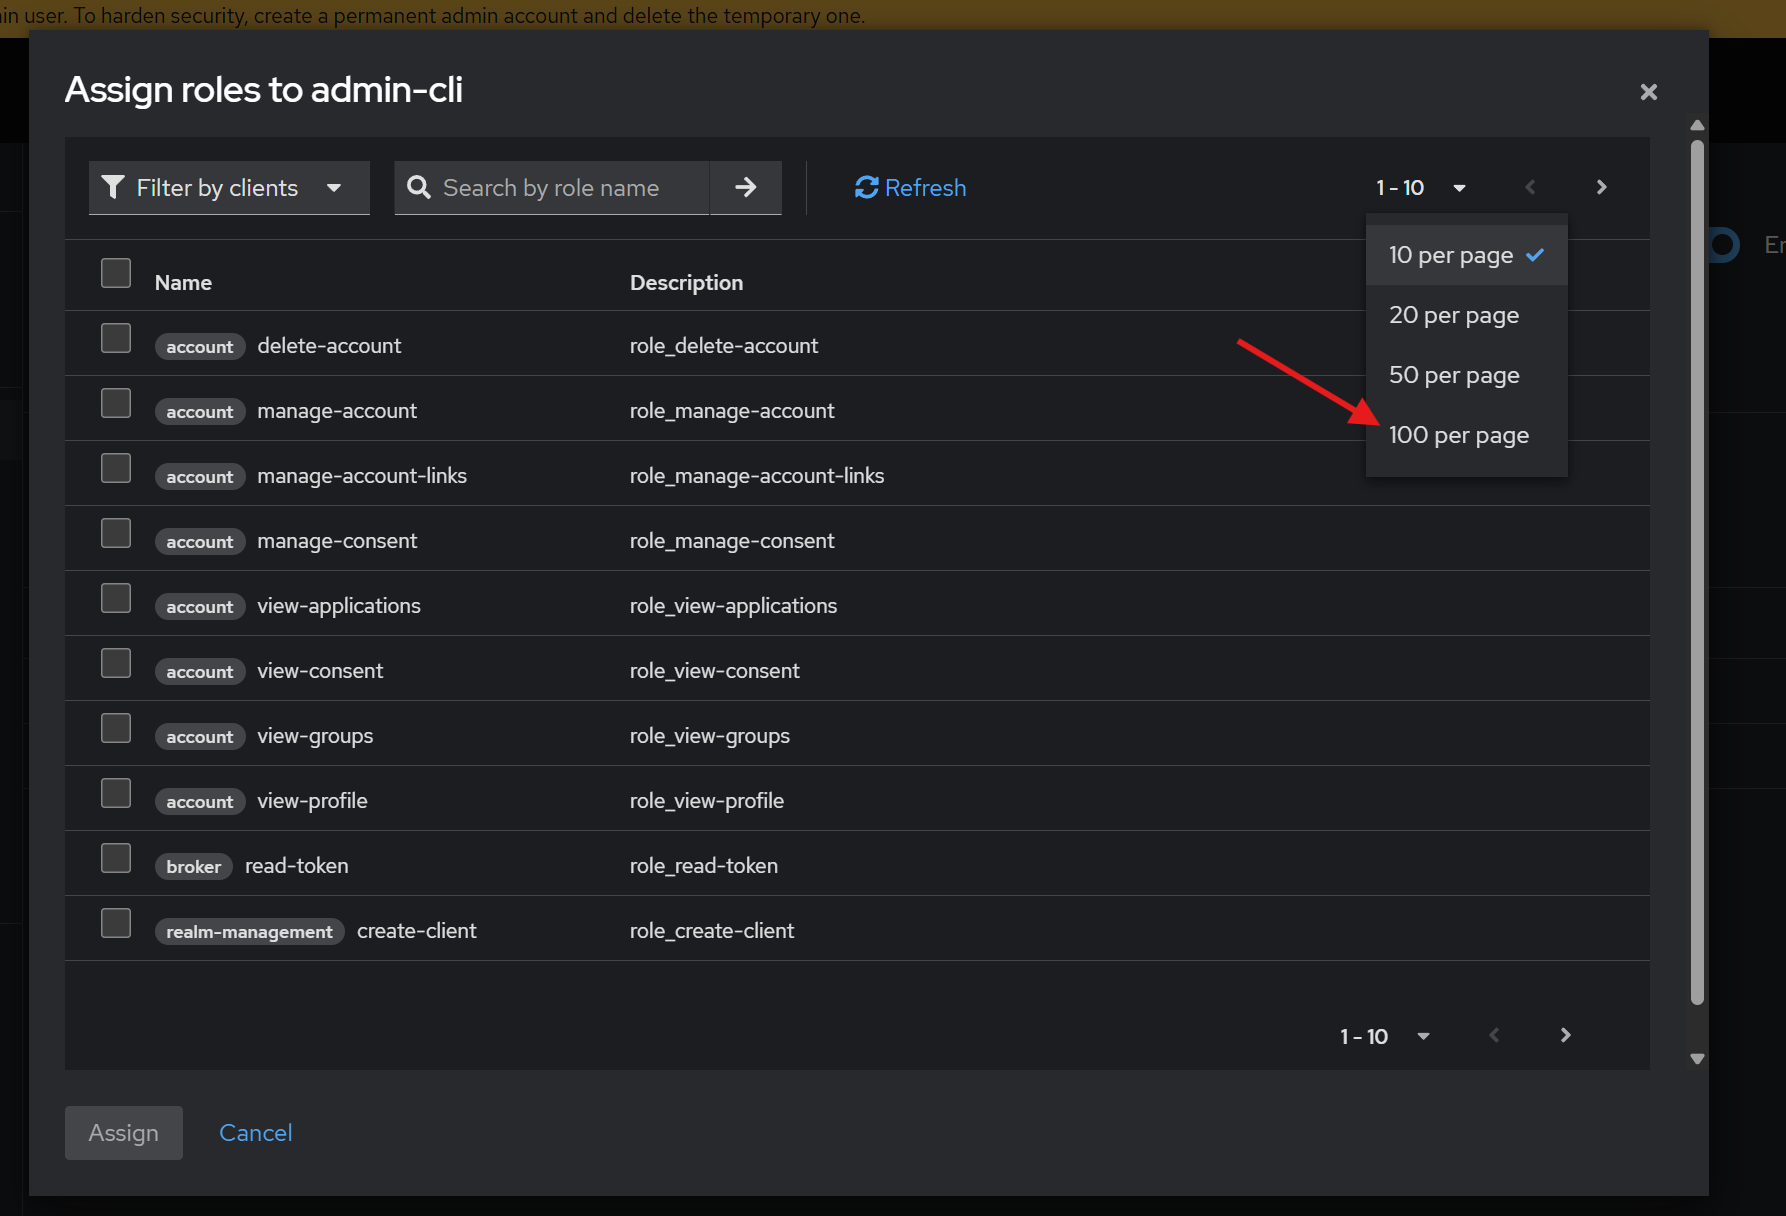 in user. To harden security, create a permanent admin account and delete the temporary one.
Assign roles to admin-cli
Filter by clients
Search by role name
Refresh
1 - 10
10 per page
20 per page
50 per page
100 per page
Name Description
account delete-account role_delete-account
account manage-account role_manage-account
account manage-account-links role_manage-account-links
account manage-consent role_manage-consent
account view-applications role_view-applications
account view-consent role_view-consent
account view-groups role_view-groups
account view-profile role_view-profile
broker read-token role_read-token
realm-management create-client role_create-client
1 - 10
Assign Cancel